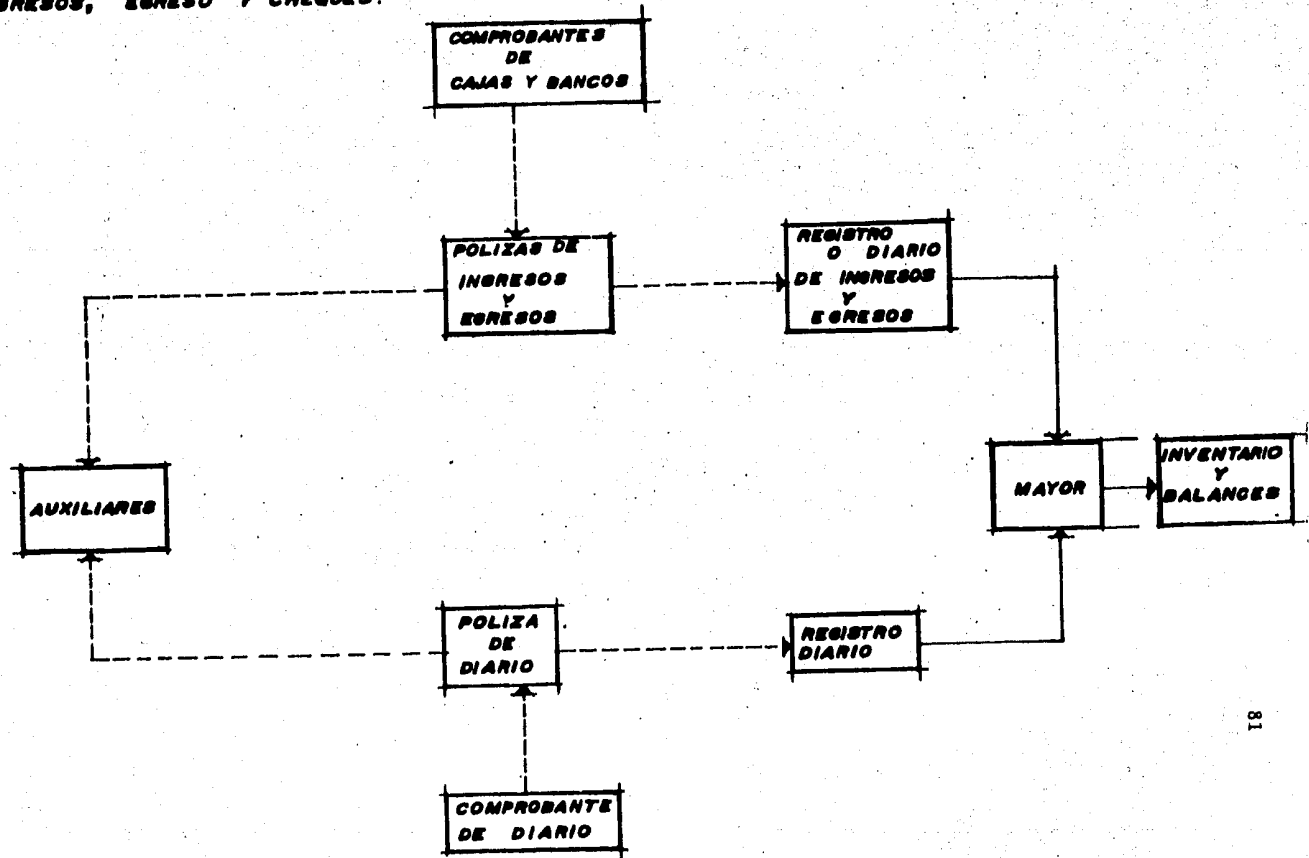 EGRESO Y CHEQUES.
COMPROBANTES
DE
CAJAS Y BANCOS
POLIZAS DE
INGRESOS
Y
EGRESOS
REGISTRO
O DIARIO
DE INGRESOS
Y
EGRESOS
AUXILIARES
MAYOR
INVENTARIO
Y
BALANCES
POLIZA
DE
DIARIO
REGISTRO
DIARIO
81
COMPROBANTE
DE DIARIO